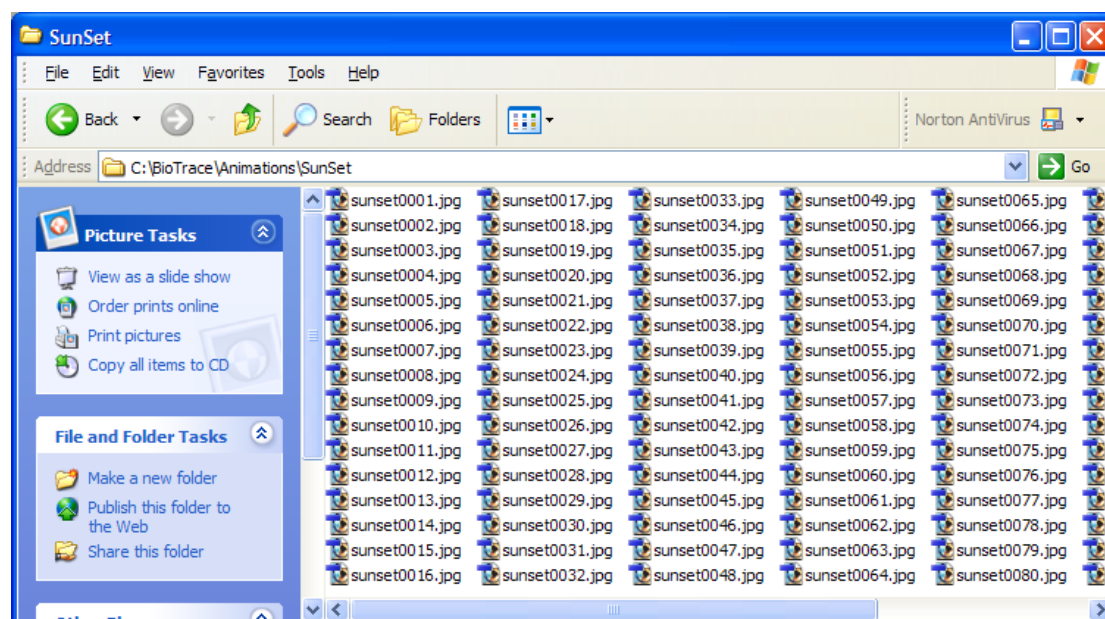 SunSet
File Edit View Favorites Tools Help
Back Search Folders Norton AntiVirus
Address C:\BioTrace\Animations\SunSet Go
Picture Tasks
View as a slide show
Order prints online
Print pictures
Copy all items to CD
File and Folder Tasks
Make a new folder
Publish this folder to
the Web
Share this folder
sunset0001.jpg sunset0017.jpg sunset0033.jpg sunset0049.jpg sunset0065.jpg
sunset0002.jpg sunset0018.jpg sunset0034.jpg sunset0050.jpg sunset0066.jpg
sunset0003.jpg sunset0019.jpg sunset0035.jpg sunset0051.jpg sunset0067.jpg
sunset0004.jpg sunset0020.jpg sunset0036.jpg sunset0052.jpg sunset0068.jpg
sunset0005.jpg sunset0021.jpg sunset0037.jpg sunset0053.jpg sunset0069.jpg
sunset0006.jpg sunset0022.jpg sunset0038.jpg sunset0054.jpg sunset0070.jpg
sunset0007.jpg sunset0023.jpg sunset0039.jpg sunset0055.jpg sunset0071.jpg
sunset0008.jpg sunset0024.jpg sunset0040.jpg sunset0056.jpg sunset0072.jpg
sunset0009.jpg sunset0025.jpg sunset0041.jpg sunset0057.jpg sunset0073.jpg
sunset0010.jpg sunset0026.jpg sunset0042.jpg sunset0058.jpg sunset0074.jpg
sunset0011.jpg sunset0027.jpg sunset0043.jpg sunset0059.jpg sunset0075.jpg
sunset0012.jpg sunset0028.jpg sunset0044.jpg sunset0060.jpg sunset0076.jpg
sunset0013.jpg sunset0029.jpg sunset0045.jpg sunset0061.jpg sunset0077.jpg
sunset0014.jpg sunset0030.jpg sunset0046.jpg sunset0062.jpg sunset0078.jpg
sunset0015.jpg sunset0031.jpg sunset0047.jpg sunset0063.jpg sunset0079.jpg
sunset0016.jpg sunset0032.jpg sunset0048.jpg sunset0064.jpg sunset0080.jpg